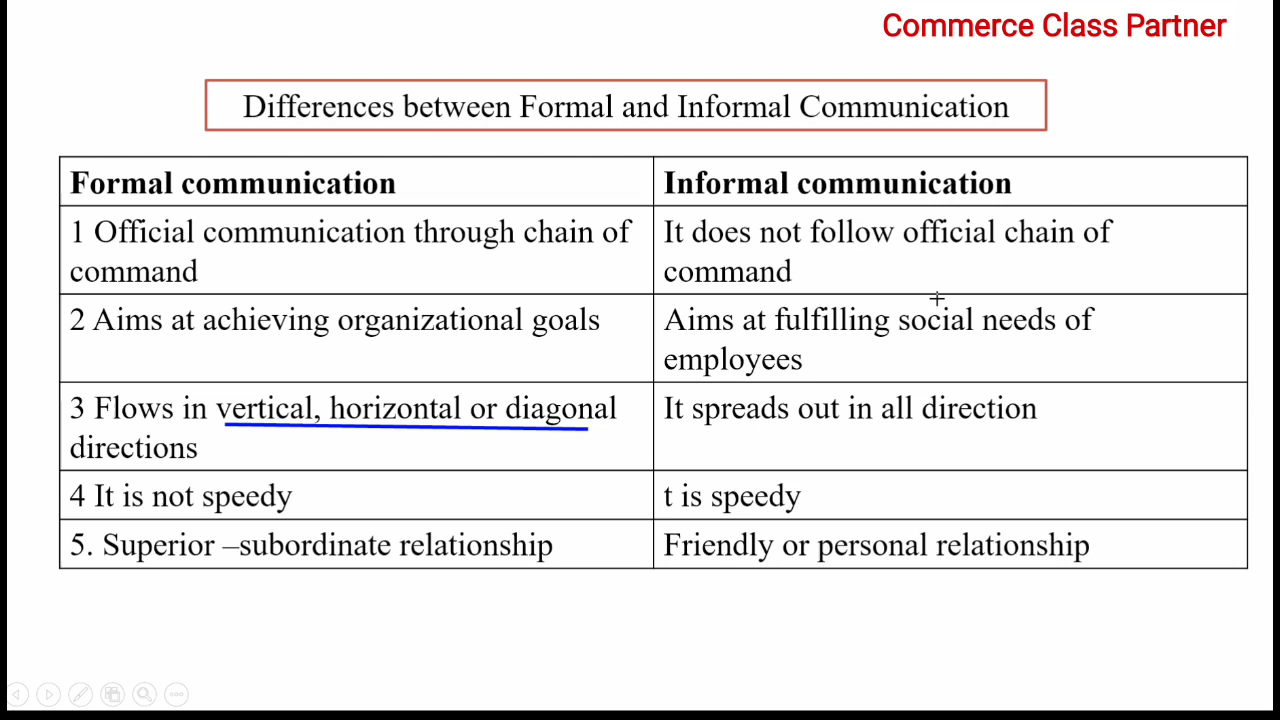 Commerce Class Partner
Differences between Formal and Informal Communication
Formal communication
Informal communication
1 Official communication through chain of
command
It does not follow official chain of
command
2 Aims at achieving organizational goals
Aims at fulfilling social needs of
employees
3 Flows in vertical, horizontal or diagonal
directions
It spreads out in all direction
4 It is not speedy
t is speedy
5. Superior –subordinate relationship
Friendly or personal relationship